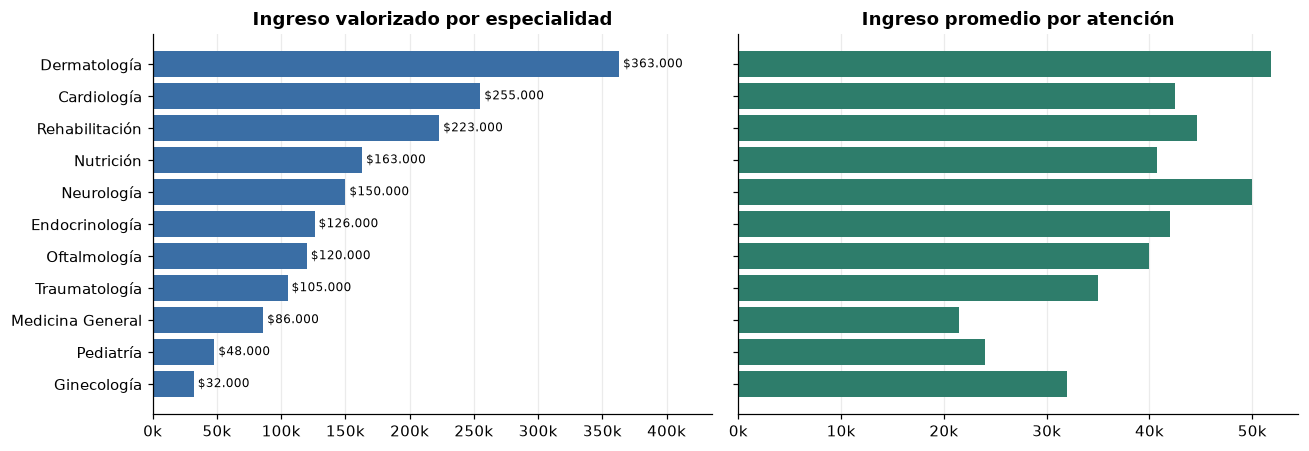 Ingreso valorizado por especialidad
Dermatología $363.000
Cardiología $255.000
Rehabilitación $223.000
Nutrición $163.000
Neurología $150.000
Endocrinología $126.000
Oftalmología $120.000
Traumatología $105.000
Medicina General $86.000
Pediatría $48.000
Ginecología $32.000
0k 50k 100k 150k 200k 250k 300k 350k 400k
Ingreso promedio por atención
0k 10k 20k 30k 40k 50k